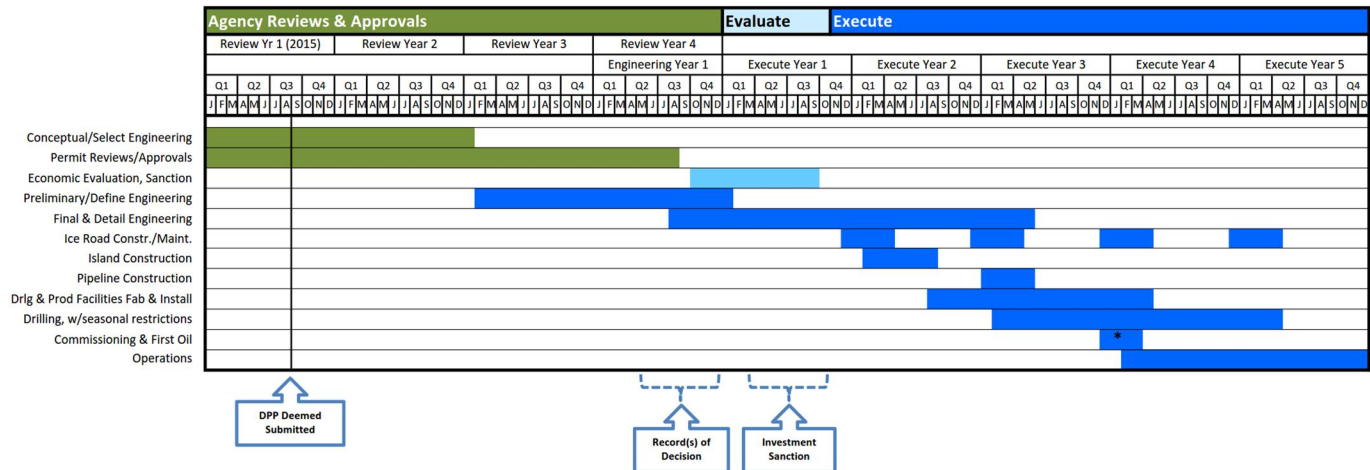 Agency Reviews & Approvals Evaluate Execute
Review Yr 1 (2015) Review Year 2 Review Year 3 Review Year 4
Engineering Year 1 Execute Year 1 Execute Year 2 Execute Year 3 Execute Year 4 Execute Year 5
Q1 Q2 Q3 Q4 Q1 Q2 Q3 Q4 Q1 Q2 Q3 Q4 Q1 Q2 Q3 Q4 Q1 Q2 Q3 Q4 Q1 Q2 Q3 Q4 Q1 Q2 Q3 Q4 Q1 Q2 Q3 Q4 Q1 Q2 Q3 Q4
J F M A M J J A S O N D J F M A M J J A S O N D J F M A M J J A S O N D J F M A M J J A S O N D J F M A M J J A S O N D J F M A M J J A S O N D J F M A M J J A S O N D J F M A M J J A S O N D J F M A M J J A S O N D
Conceptual/Select Engineering
Permit Reviews/Approvals
Economic Evaluation, Sanction
Preliminary/Define Engineering
Final & Detail Engineering
Ice Road Constr./Maint.
Island Construction
Pipeline Construction
Drlg & Prod Facilities Fab & Install
Drilling, w/seasonal restrictions
Commissioning & First Oil *
Operations
DPP Deemed
Submitted
Record(s) of
Decision
Investment
Sanction